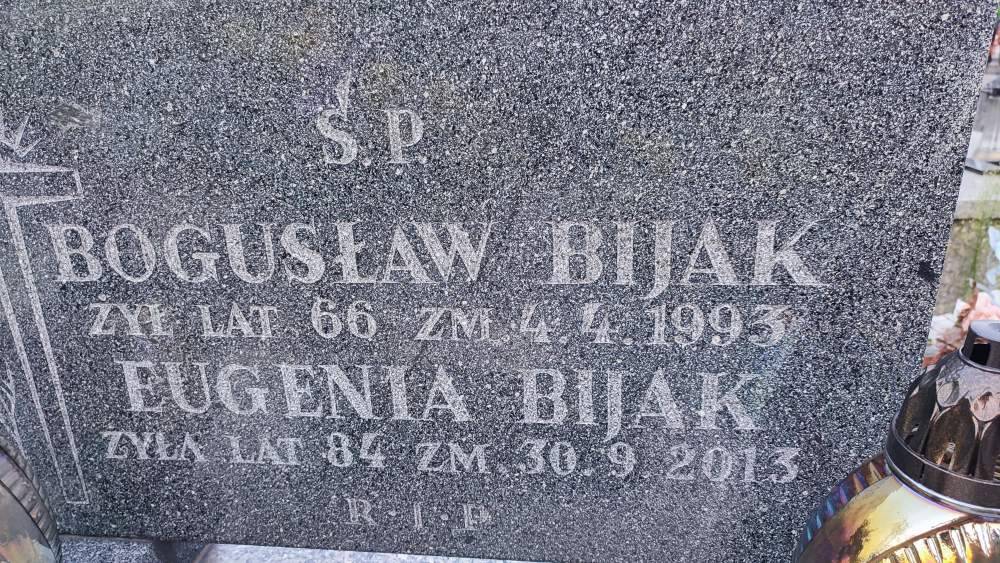 Ś.P.
BOGUSŁAW BIJAK
ŻYŁ LAT 66 ZM. 4.4.1993
EUGENIA BIJAK
ŻYŁA LAT 84 ZM. 30.9 2013
R·I·P